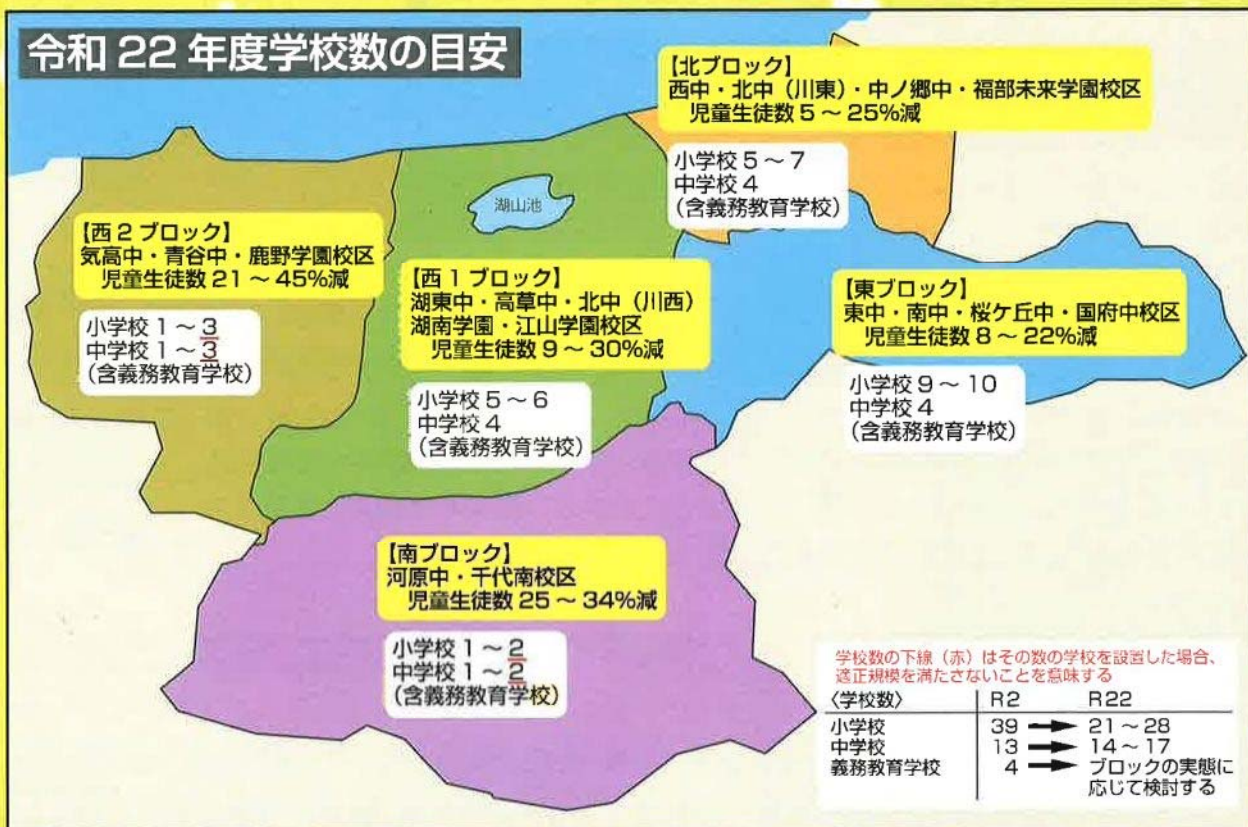 令和 22 年度学校数の目安
【北ブロック】
西中・北中（川東）・中ノ郷中・福部未来学園校区
児童生徒数 5 ～ 25%減
小学校 5 ～ 7
中学校 4
(含義務教育学校)
湖山池
【西 2 ブロック】
気高中・青谷中・鹿野学園校区
児童生徒数 21 ～ 45%減
小学校 1 ～ 3
中学校 1 ～ 3
(含義務教育学校)
【西 1 ブロック】
湖東中・高草中・北中（川西）
湖南学園・江山学園校区
児童生徒数 9 ～ 30%減
小学校 5 ～ 6
中学校 4
(含義務教育学校)
【東ブロック】
東中・南中・桜ケ丘中・国府中校区
児童生徒数 8 ～ 22%減
小学校 9 ～ 10
中学校 4
(含義務教育学校)
【南ブロック】
河原中・千代南校区
児童生徒数 25 ～ 34%減
小学校 1 ～ 2
中学校 1 ～ 2
(含義務教育学校)
学校数の下線（赤）はその数の学校を設置した場合、
適正規模を満たさないことを意味する
〈学校数〉 R2 R22
小学校 39 ➡ 21 ～ 28
中学校 13 ➡ 14 ～ 17
義務教育学校 4 ➡ ブロックの実態に
応じて検討する